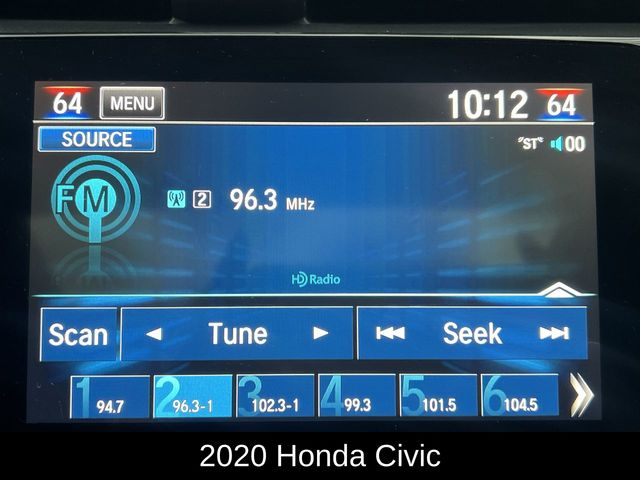 64 MENU 10:12 64
SOURCE "ST" 00
FM 2 96.3 MHz
HD Radio
Scan Tune Seek
1 94.7 2 96.3-1 3 102.3-1 4 99.3 5 101.5 6 104.5
2020 Honda Civic